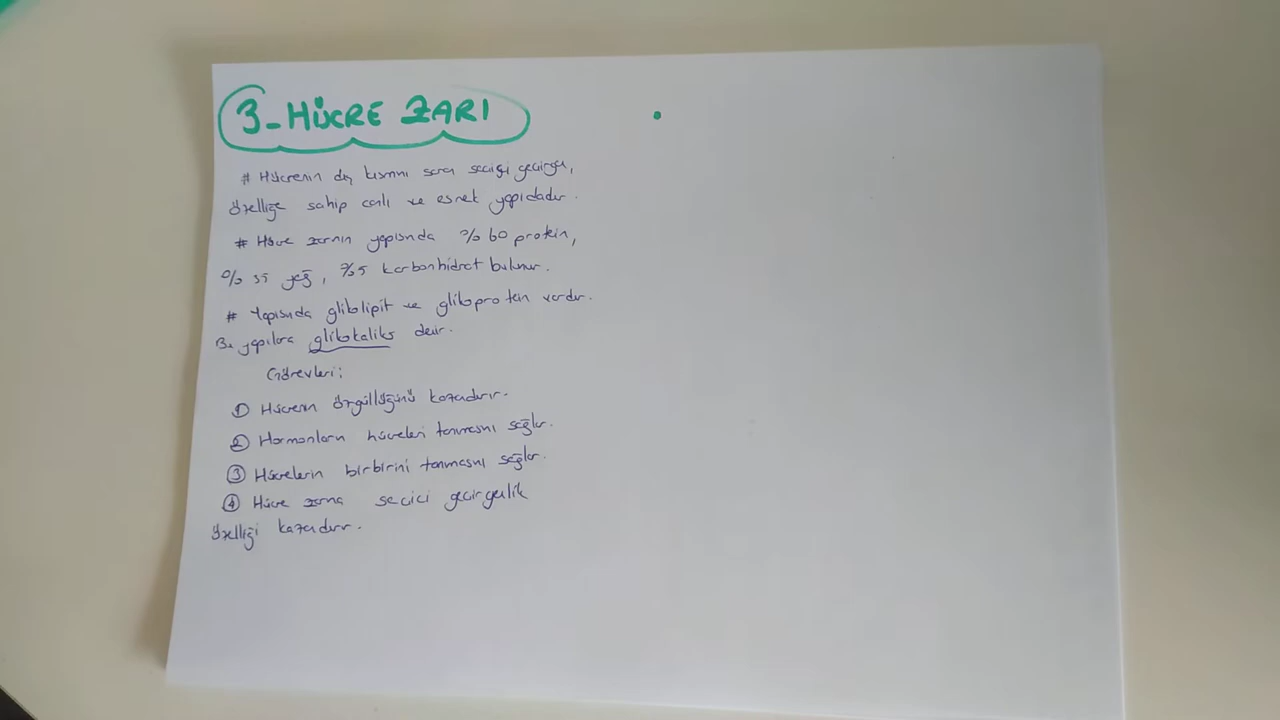 3-HÜCRE ZARI
# Hücrenin dış kısmını saran seçici geçirgen,
özelliğe sahip canlı ve esnek yapıdadır.
# Hücre zarının yapısında % 60 protein,
% 35 yağ, %5 karbonhidrat bulunur.
# Yapısında glikolipit ve glikoprotein vardır.
Bu yapılara glikokaliks denir.
Görevleri:
1 Hücrenin özgüllüğünü kazandırır.
2 Hormonların hücreleri tanımasını sağlar.
3 Hücrelerin birbirini tanımasını sağlar.
4 Hücre zarına seçici geçirgenlik
özelliği kazandırır.